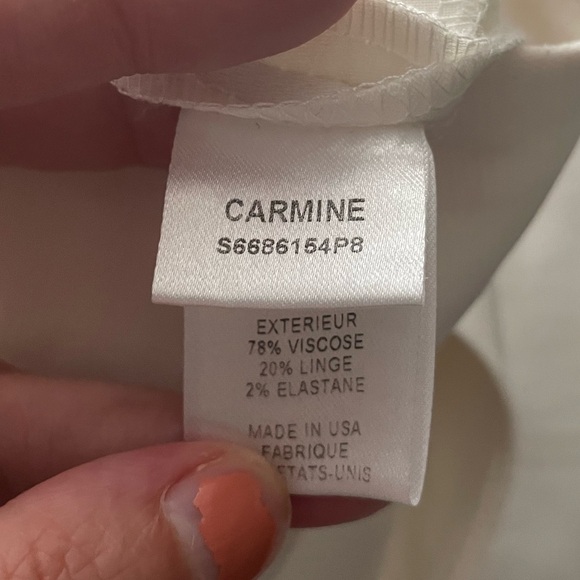 CARMINE
S6686154P8
EXTERIEUR
78% VISCOSE
20% LINGE
2% ELASTANE
MADE IN USA
FABRIQUE
ETATS-UNIS